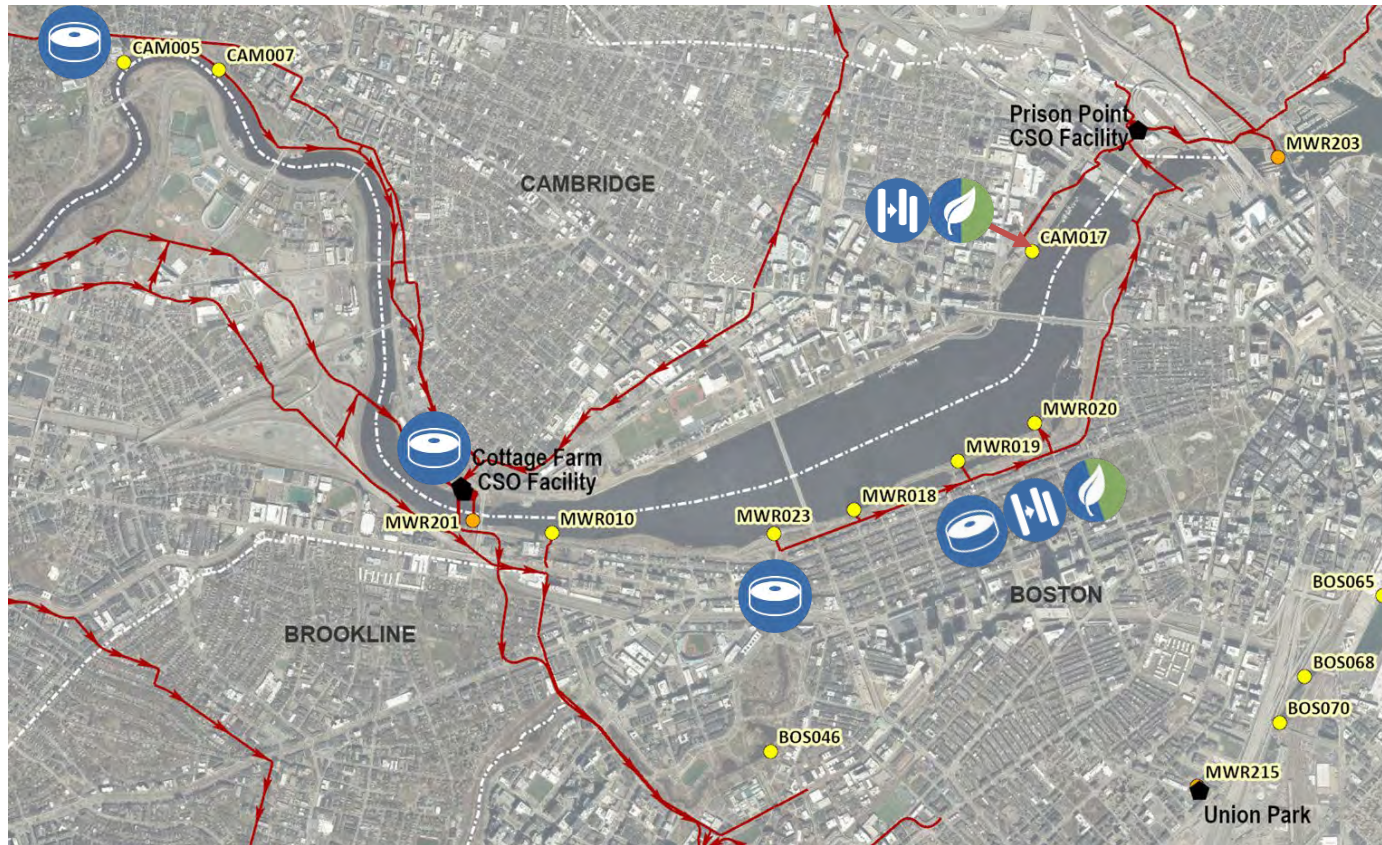 CAM005
CAM007
Prison Point
CSO Facility
MWR203
CAMBRIDGE
CAM017
MWR020
MWR019
Cottage Farm
CSO Facility
MWR018
MWR201
MWR010
MWR023
BOS065
BOSTON
BROOKLINE
BOS068
BOS070
BOS046
MWR215
Union Park